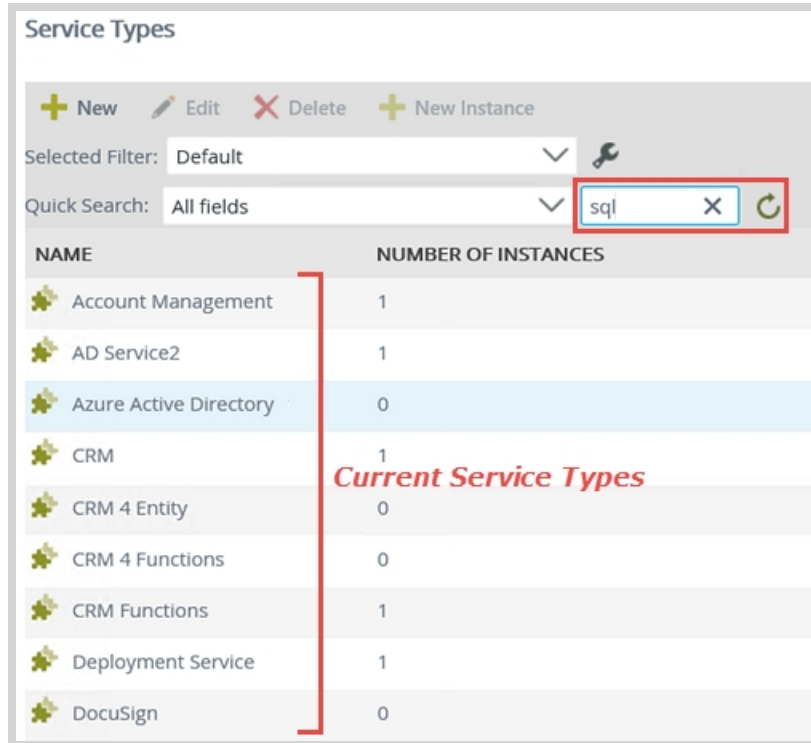 Service Types
New Edit Delete New Instance
Selected Filter: Default
Quick Search: All fields sql
NAME NUMBER OF INSTANCES
Account Management 1
AD Service2 1
Azure Active Directory 0
CRM 1
Current Service Types
CRM 4 Entity 0
CRM 4 Functions 0
CRM Functions 1
Deployment Service 1
DocuSign 0